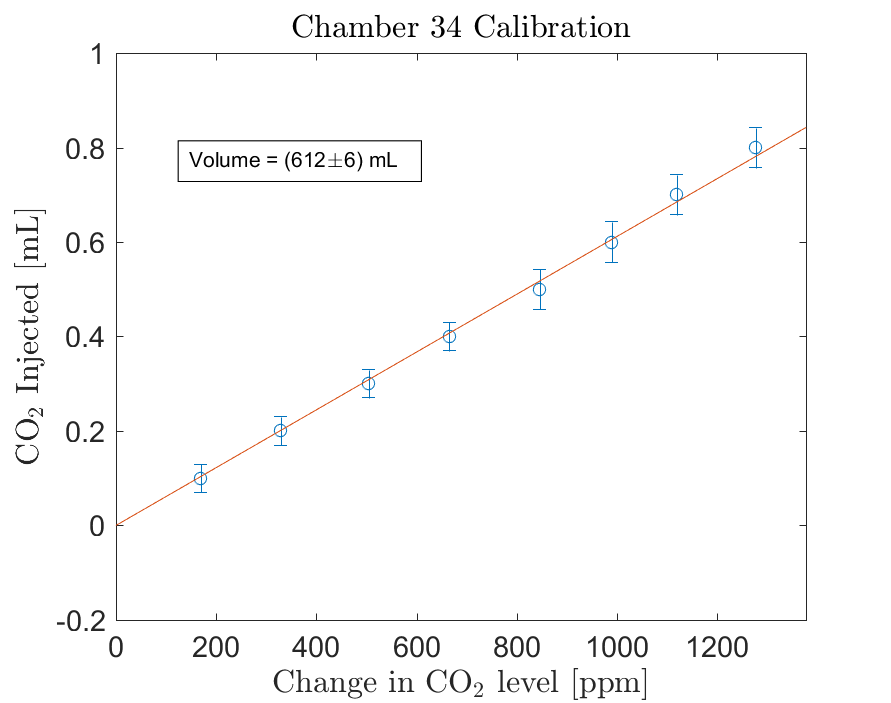 Chamber 34 Calibration
1
0.8
0.6
0.4
0.2
0
-0.2
CO₂ Injected [mL]
Volume = (612±6) mL
0 200 400 600 800 1000 1200
Change in CO₂ level [ppm]